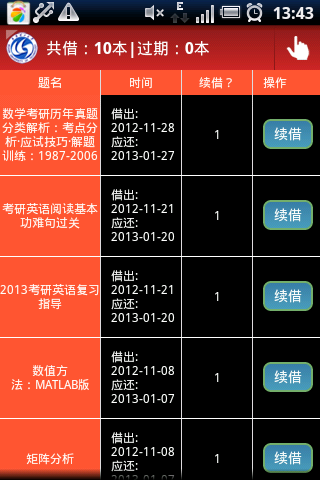 E
13:43
共借：10本|过期：0本
题名 时间 续借？ 操作
数学考研历年真题
分类解析：考点分
析·应试技巧·解题
训练：1987-2006
借出:
2012-11-28
应还:
2013-01-27
1
续借
考研英语阅读基本
功难句过关
借出:
2012-11-21
应还:
2013-01-20
1
续借
2013考研英语复习
指导
借出:
2012-11-21
应还:
2013-01-20
1
续借
数值方
法：MATLAB版
借出:
2012-11-08
应还:
2013-01-07
1
续借
矩阵分析
借出:
2012-11-08
应还:
2013-01-07
1
续借